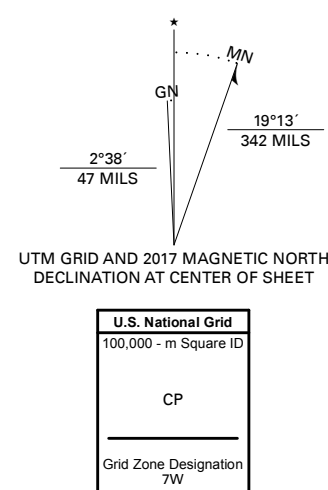 ★
MN
GN
19°13´
342 MILS
2°38´
47 MILS
UTM GRID AND 2017 MAGNETIC NORTH
DECLINATION AT CENTER OF SHEET
U.S. National Grid
100,000 - m Square ID
CP
Grid Zone Designation
7W